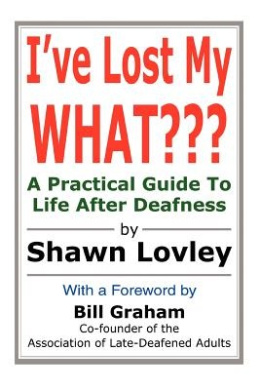 I've Lost My
WHAT???
A Practical Guide To
Life After Deafness
by
Shawn Lovley
With a Foreword by
Bill Graham
Co-founder of the
Association of Late-Deafened Adults